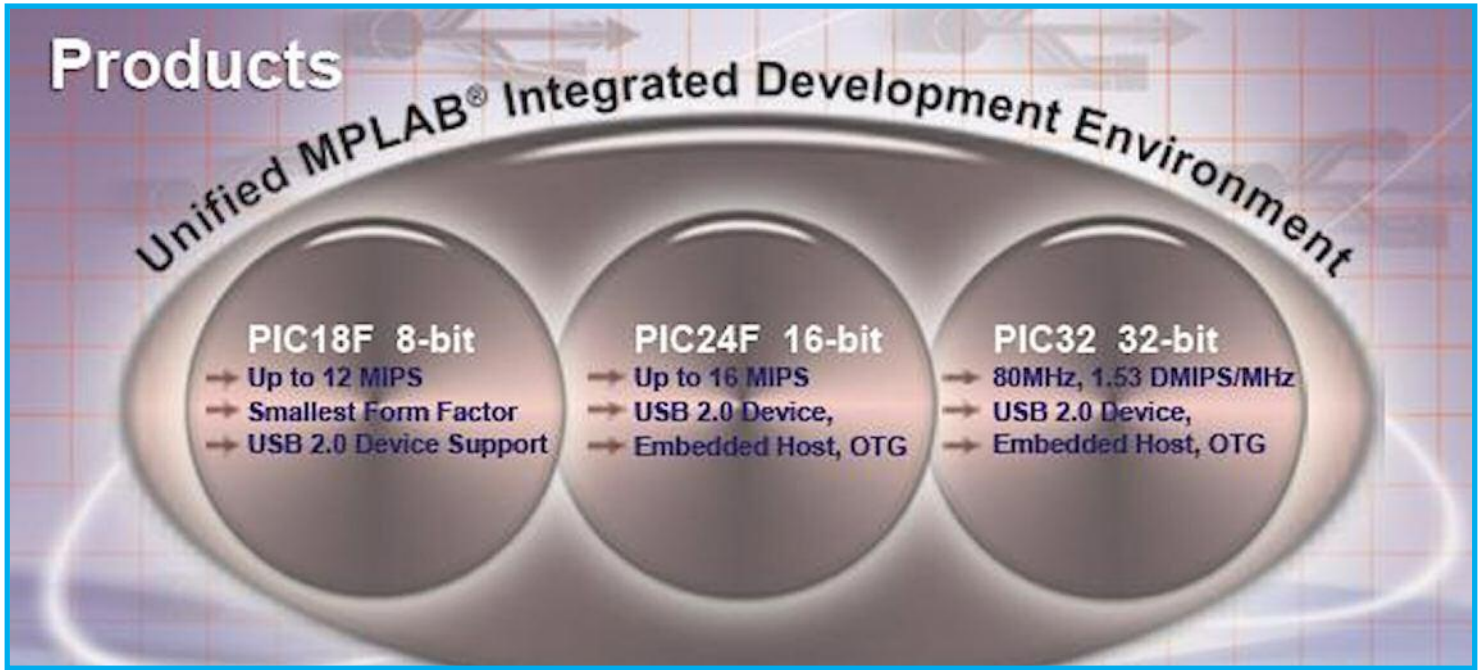 Products
Unified MPLAB® Integrated Development Environment
PIC18F 8-bit
Up to 12 MIPS
Smallest Form Factor
USB 2.0 Device Support
PIC24F 16-bit
Up to 16 MIPS
USB 2.0 Device,
Embedded Host, OTG
PIC32 32-bit
80MHz, 1.53 DMIPS/MHz
USB 2.0 Device,
Embedded Host, OTG